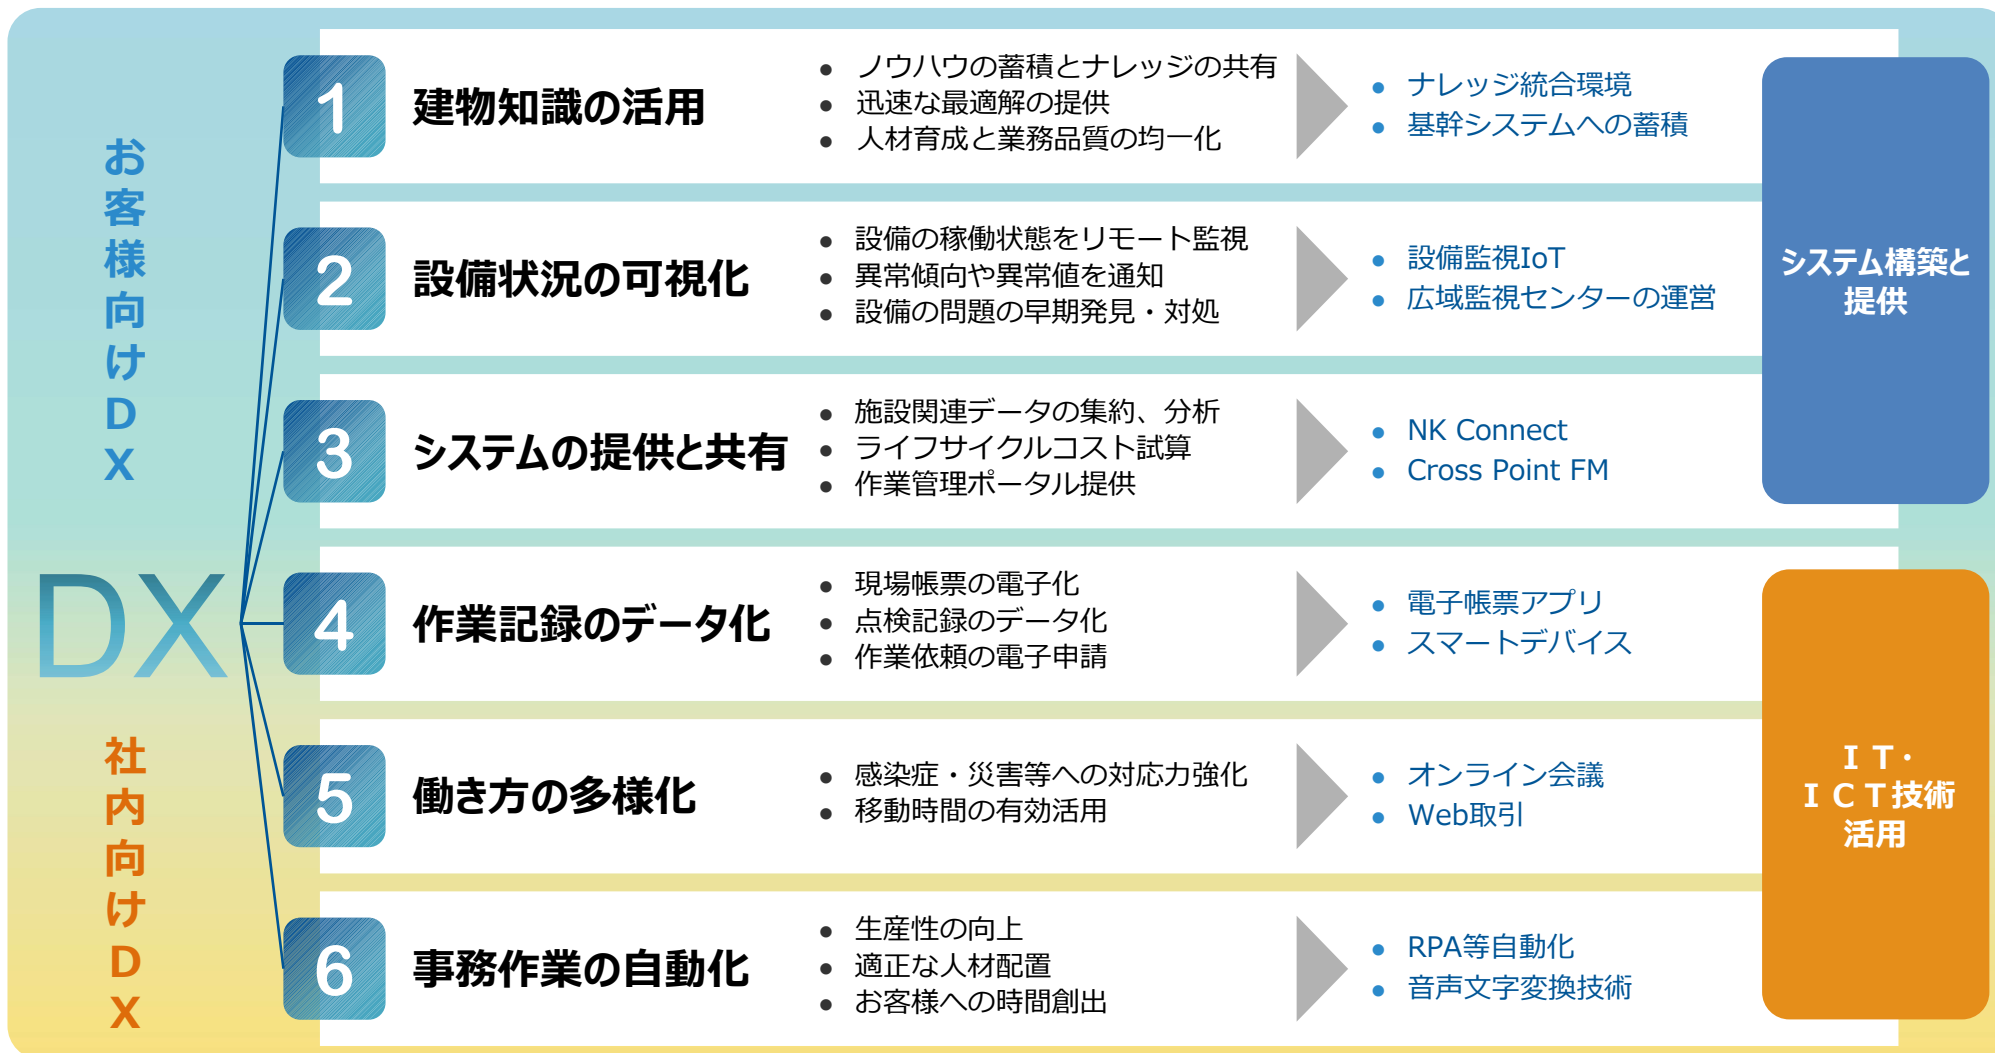 お客様向けDX
DX
社内向けDX
1
建物知識の活用
● ノウハウの蓄積とナレッジの共有
● 迅速な最適解の提供
● 人材育成と業務品質の均一化
● ナレッジ統合環境
● 基幹システムへの蓄積
2
設備状況の可視化
● 設備の稼働状態をリモート監視
● 異常傾向や異常値を通知
● 設備の問題の早期発見・対処
● 設備監視IoT
● 広域監視センターの運営
3
システムの提供と共有
● 施設関連データの集約、分析
● ライフサイクルコスト試算
● 作業管理ポータル提供
● NK Connect
● Cross Point FM
システム構築と
提供
4
作業記録のデータ化
● 現場帳票の電子化
● 点検記録のデータ化
● 作業依頼の電子申請
● 電子帳票アプリ
● スマートデバイス
5
働き方の多様化
● 感染症・災害等への対応力強化
● 移動時間の有効活用
● オンライン会議
● Web取引
6
事務作業の自動化
● 生産性の向上
● 適正な人材配置
● お客様への時間創出
● RPA等自動化
● 音声文字変換技術
ＩＴ・
ＩＣＴ技術
活用